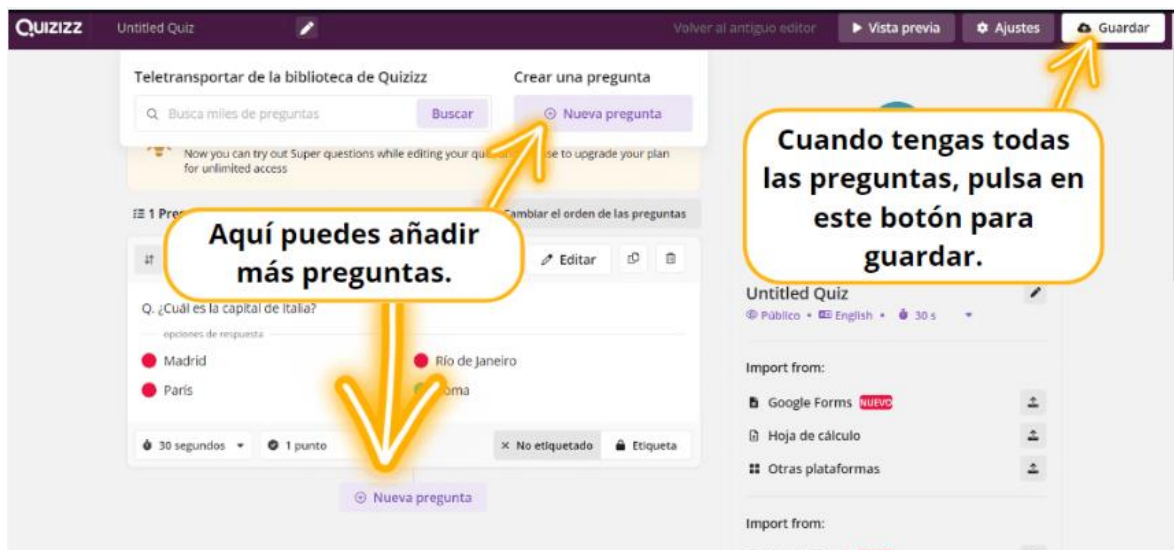 QUIZIZZ
Untitled Quiz
Volver al antiguo editor
Vista previa
Ajustes
Guardar
Teletransportar de la biblioteca de Quizizz
Crear una pregunta
Busca miles de preguntas
Buscar
Nueva pregunta
Now you can try out Super questions while editing your
se to upgrade your plan
for unlimited access
Cuando tengas todas
las preguntas, pulsa en
este botón para
guardar.
1
Cambiar el orden de las preguntas
Aquí puedes añadir
más preguntas.
Editar
Q. ¿Cuál es la capital de Italia?
opciones de respuesta
Madrid
Río de Janeiro
París
30 segundos
1 punto
No etiquetado
Etiqueta
Nueva pregunta
Untitled Quiz
Público • English • 30 s
Import from:
Google Forms NUEVO
Hoja de cálculo
Otras plataformas
Import from: